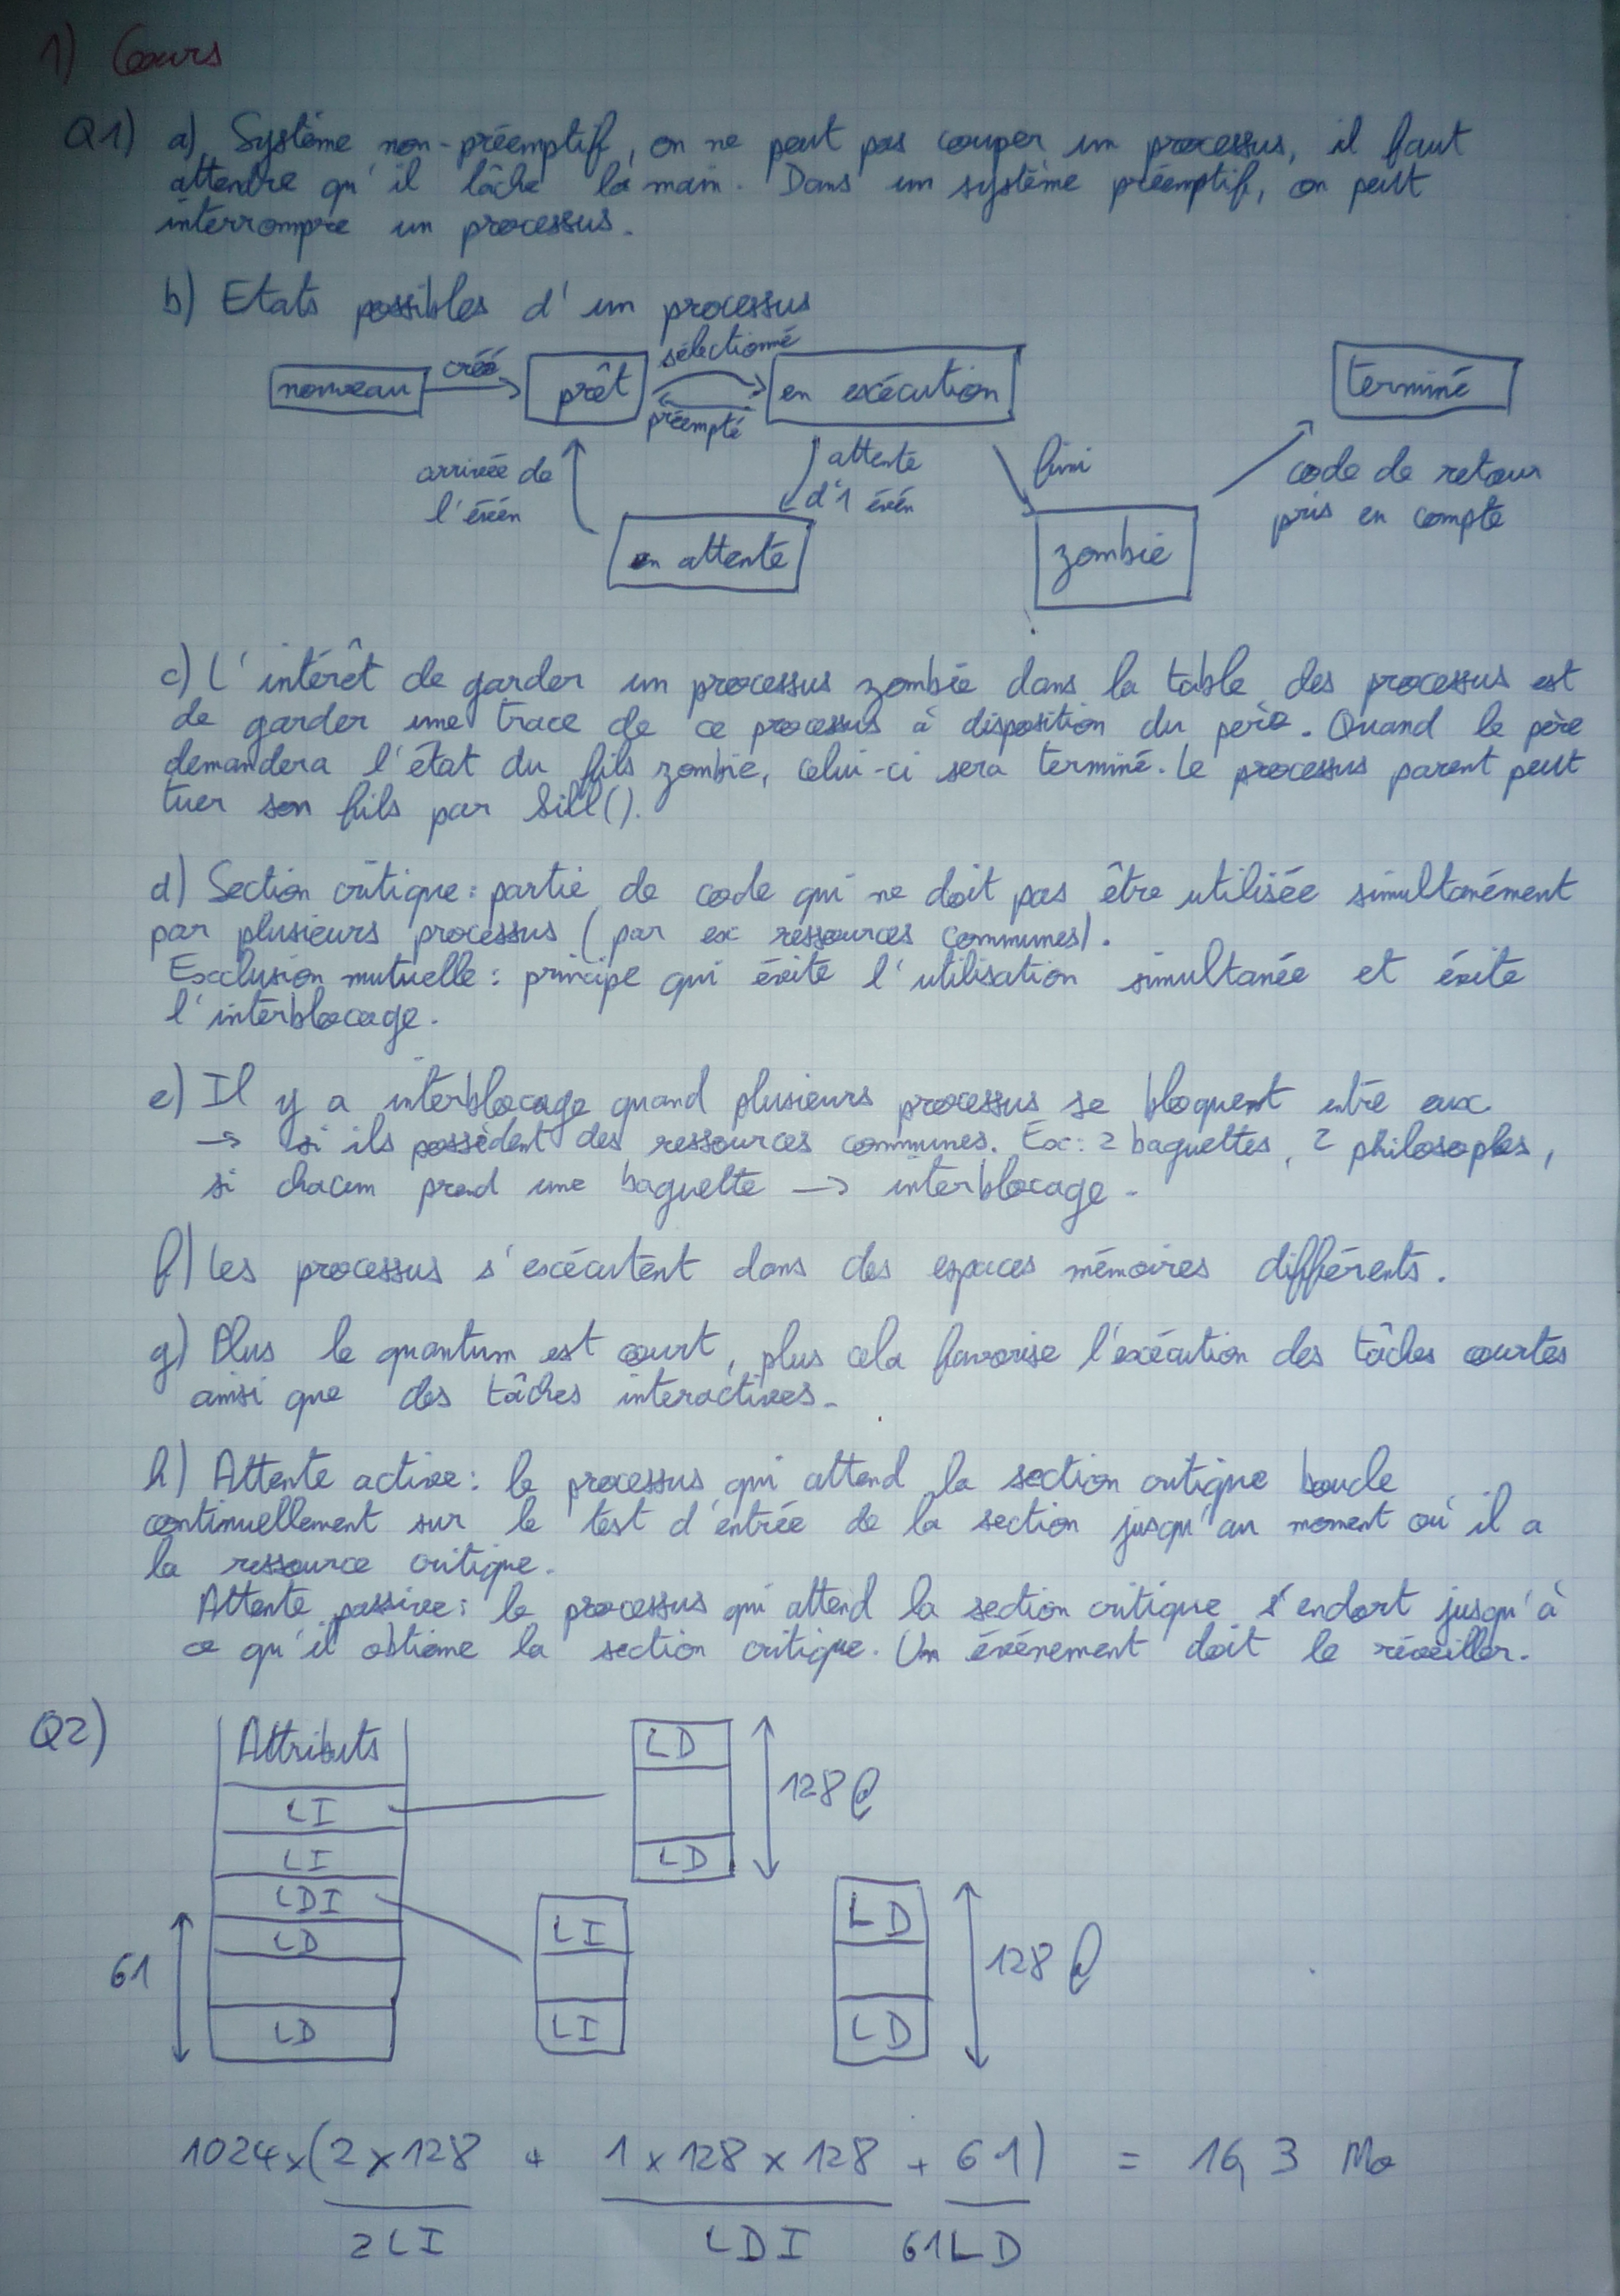 1) Cours
Q1) a) Système non-préemptif, on ne peut pas couper un processus, il faut
attendre qu'il lâche la main. Dans un système préemptif, on peut
interrompre un processus.
b) Etats possibles d'un processus
nouveau créé prêt sélectionné préempté en exécution terminé
arrivée de
l'évén
attente
d'1 évén
fini
code de retour
pris en compte
en attente
zombie
c) L'intérêt de garder un processus zombie dans la table des processus est
de garder une trace de ce processus à disposition du père. Quand le père
demandera l'état du fils zombie, celui-ci sera terminé. Le processus parent peut
tuer son fils par kill().
d) Section critique : partie de code qui ne doit pas être utilisée simultanément
par plusieurs processus (par ex ressources communes).
Exclusion mutuelle : principe qui évite l'utilisation simultanée et évite
l'interblocage.
e) Il y a interblocage quand plusieurs processus se bloquent entre eux
→ si ils possèdent des ressources communes. Ex : 2 baguettes, 2 philosophes,
si chacun prend une baguette → interblocage.
f) Les processus s'exécutent dans des espaces mémoires différents.
g) Plus le quantum est court, plus cela favorise l'exécution des tâches courtes
ainsi que des tâches interactives.
h) Attente active : le processus qui attend la section critique boucle
continuellement sur le test d'entrée de la section jusqu'au moment où il a
la ressource critique.
Attente passive : le processus qui attend la section critique s'endort jusqu'à
ce qu'il obtienne la section critique. Un événement doit le réveiller.
Q2)
Attributs
LI
LI
LDI
LD
LD
61
LD
LD
128 @
LI
LI
LD
LD
128 @
1024 x (2 x 128 + 1 x 128 x 128 + 61) = 16,3 Mo
2LI LDI 61LD